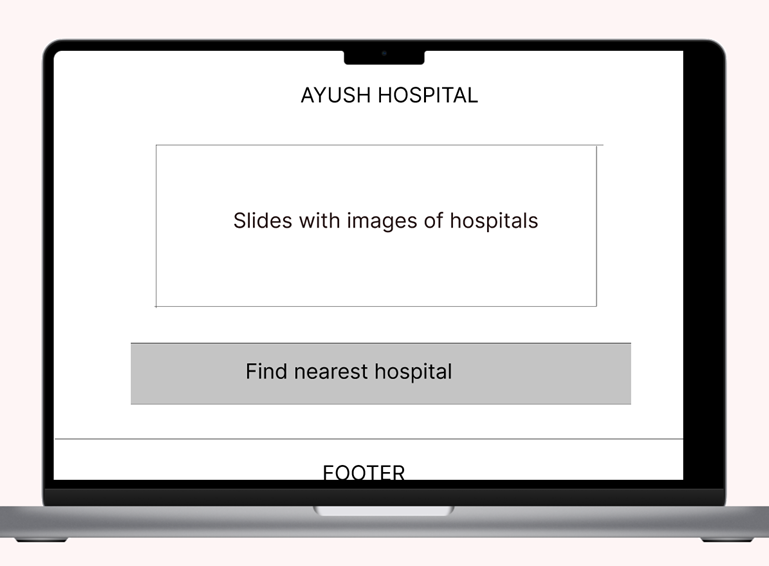 AYUSH HOSPITAL
Slides with images of hospitals
Find nearest hospital
FOOTER